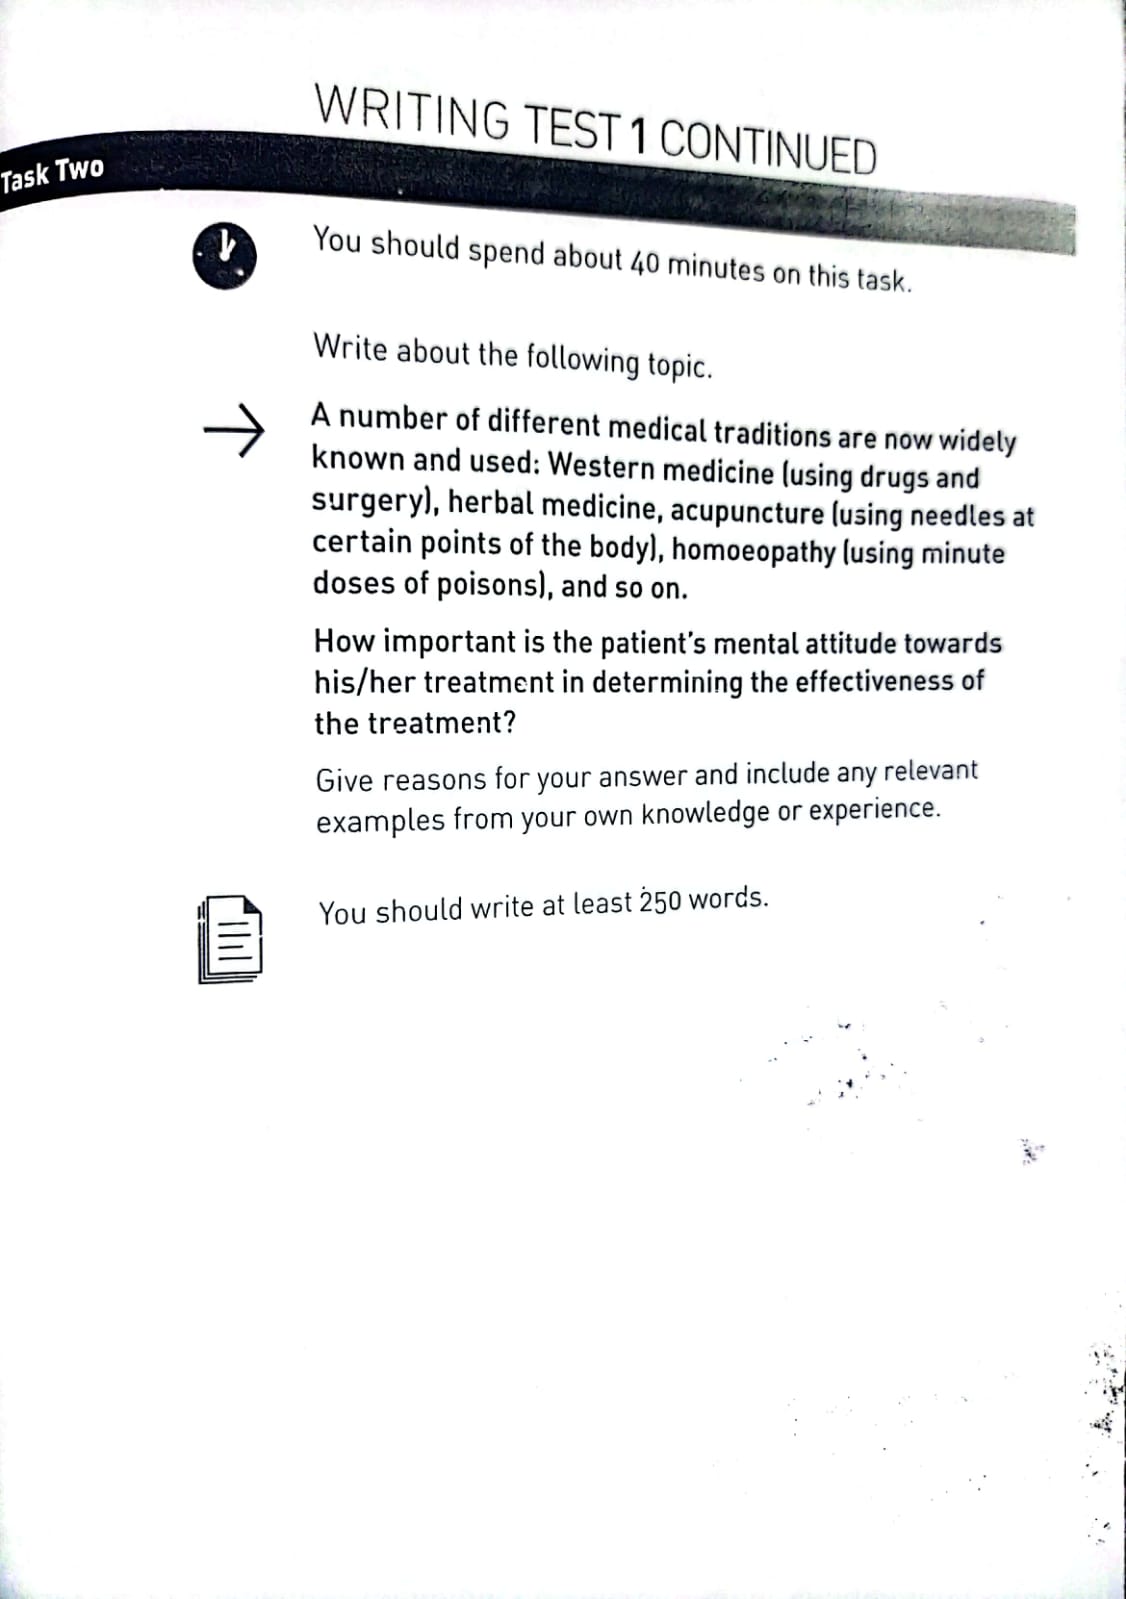 WRITING TEST 1 CONTINUED
Task Two
You should spend about 40 minutes on this task.
Write about the following topic.
A number of different medical traditions are now widely
known and used: Western medicine (using drugs and
surgery), herbal medicine, acupuncture (using needles at
certain points of the body), homoeopathy (using minute
doses of poisons), and so on.
How important is the patient's mental attitude towards
his/her treatment in determining the effectiveness of
the treatment?
Give reasons for your answer and include any relevant
examples from your own knowledge or experience.
You should write at least 250 words.